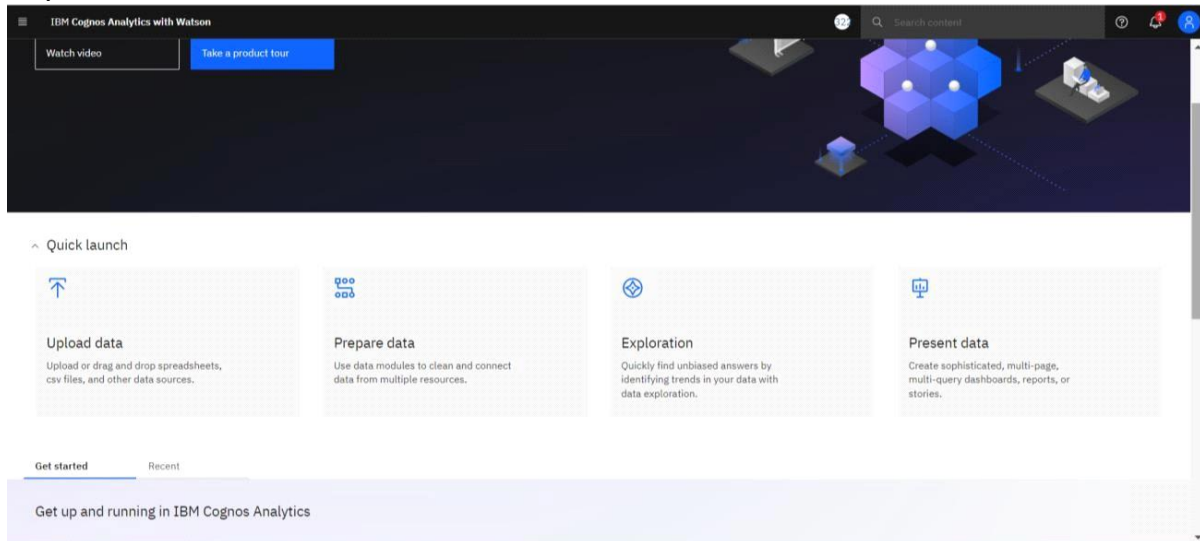 IBM Cognos Analytics with Watson
Search content
1
Watch video
Take a product tour
Quick launch
Upload data
Upload or drag and drop spreadsheets,
csv files, and other data sources.
Prepare data
Use data modules to clean and connect
data from multiple resources.
Exploration
Quickly find unbiased answers by
identifying trends in your data with
data exploration.
Present data
Create sophisticated, multi-page,
multi-query dashboards, reports, or
stories.
Get started
Recent
Get up and running in IBM Cognos Analytics